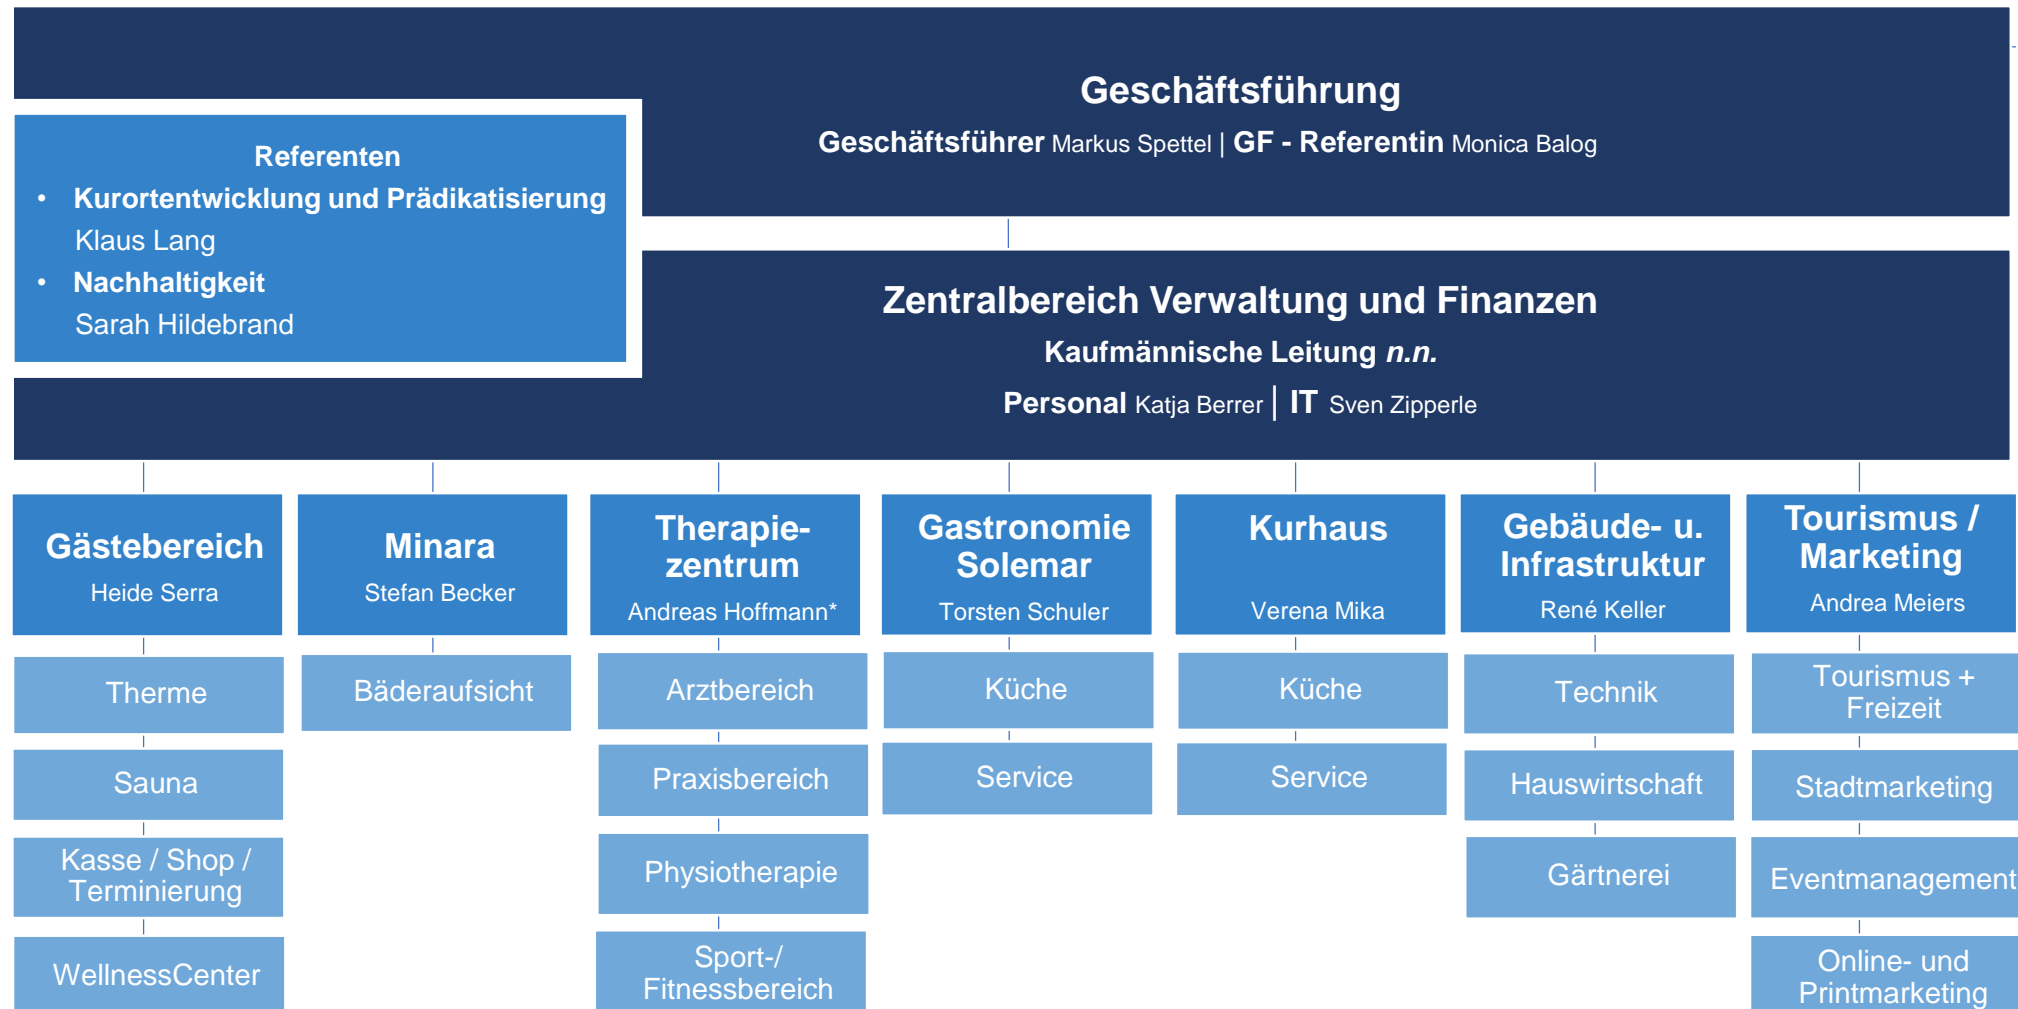 Geschäftsführung
Geschäftsführer Markus Spettel | GF - Referentin Monica Balog
Referenten
• Kurortentwicklung und Prädikatisierung
Klaus Lang
• Nachhaltigkeit
Sarah Hildebrand
Zentralbereich Verwaltung und Finanzen
Kaufmännische Leitung n.n.
Personal Katja Berrer | IT Sven Zipperle
Gästebereich
Heide Serra
Therme
Sauna
Kasse / Shop /
Terminierung
WellnessCenter
Minara
Stefan Becker
Bäderaufsicht
Therapie-
zentrum
Andreas Hoffmann*
Arztbereich
Praxisbereich
Physiotherapie
Sport-/
Fitnessbereich
Gastronomie
Solemar
Torsten Schuler
Küche
Service
Kurhaus
Verena Mika
Küche
Service
Gebäude- u.
Infrastruktur
René Keller
Technik
Hauswirtschaft
Gärtnerei
Tourismus /
Marketing
Andrea Meiers
Tourismus +
Freizeit
Stadtmarketing
Eventmanagement
Online- und
Printmarketing